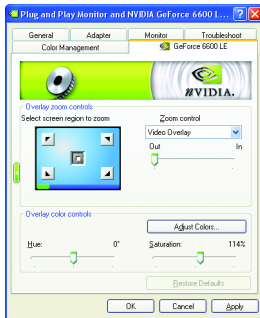 Plug and Play Monitor and NVIDIA GeForce 6600 L...
General Adapter Monitor Troubleshoot
Color Management GeForce 6600 LE
NVIDIA.
Overlay zoom controls
Select screen region to zoom
Zoom control
Video Overlay
Out In
Overlay color controls
Adjust Colors...
Hue: 0° Saturation: 114%
Restore Defaults
OK Cancel Apply